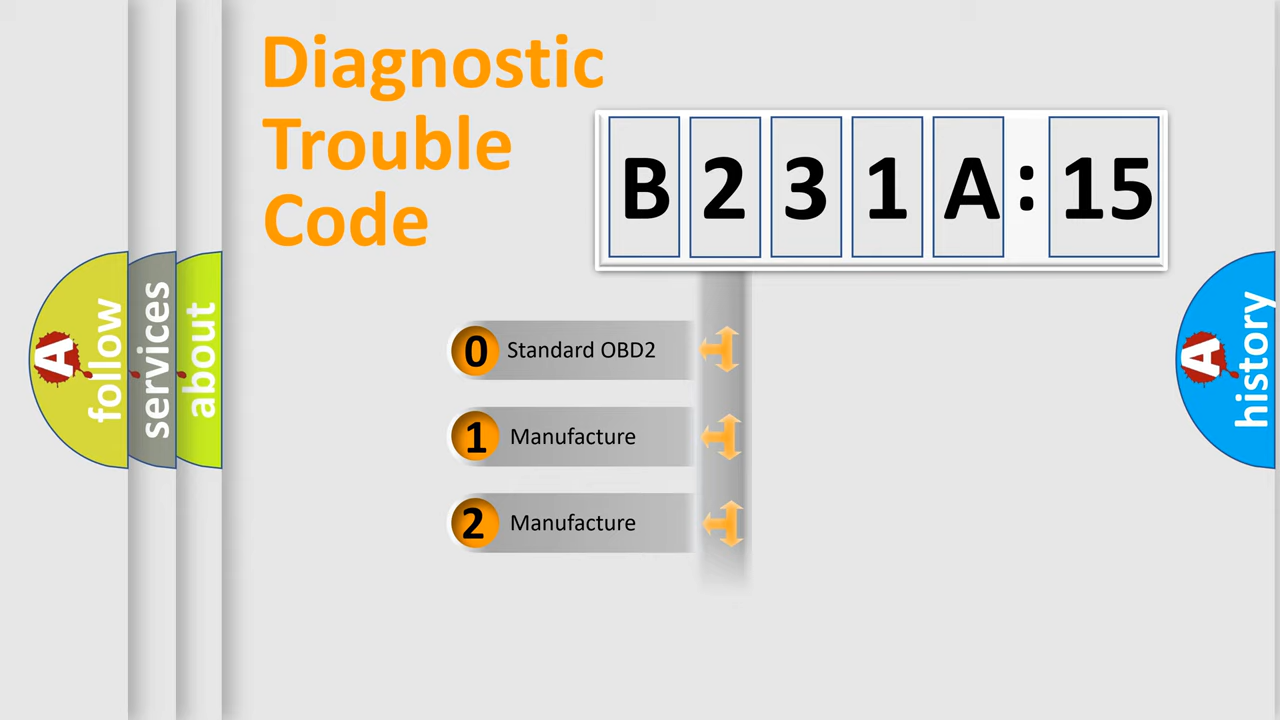 Diagnostic
Trouble
Code
B 2 3 1 A : 15
0 Standard OBD2
1 Manufacture
2 Manufacture
A follow
services
about
A history